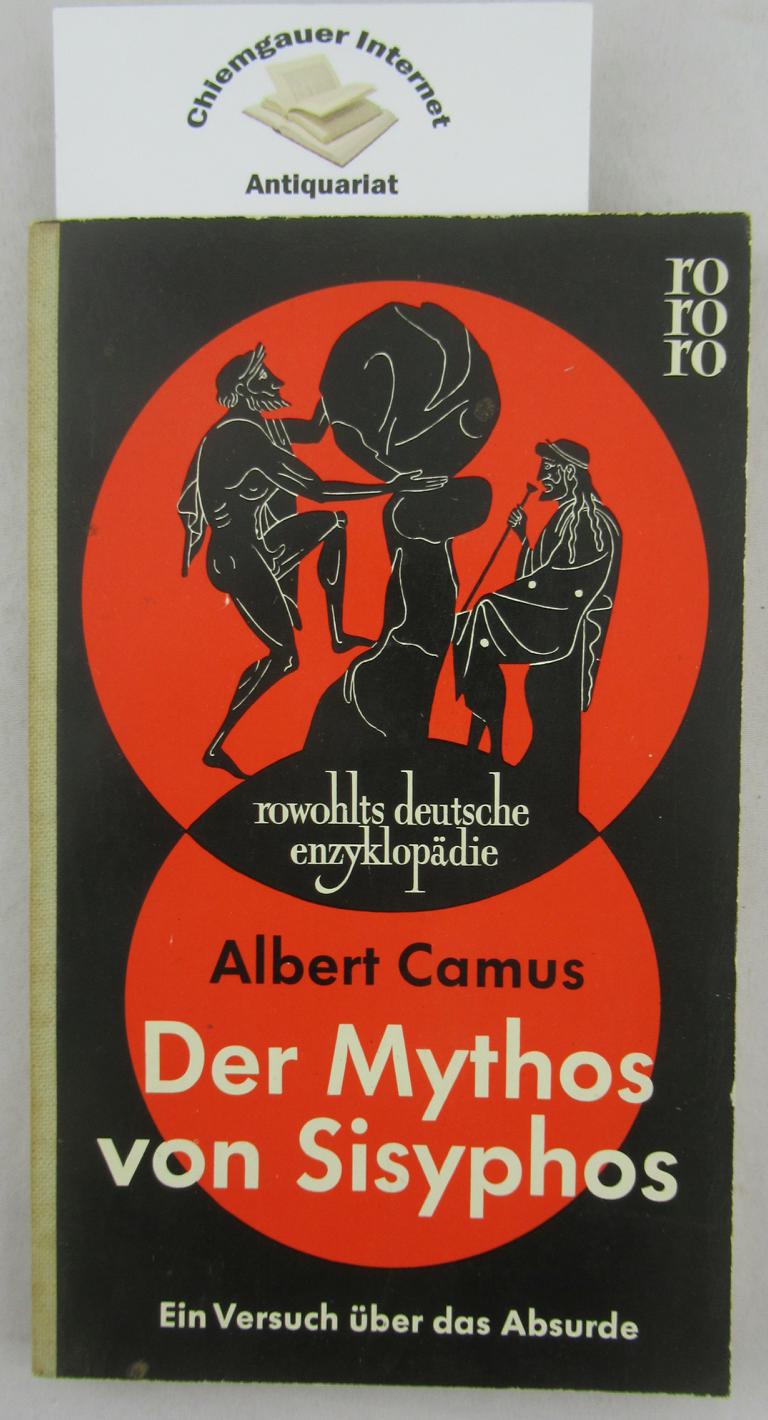 Chiemgauer Internet
Antiquariat
ro
ro
ro
rowohlts deutsche
enzyklopädie
Albert Camus
Der Mythos
von Sisyphos
Ein Versuch über das Absurde